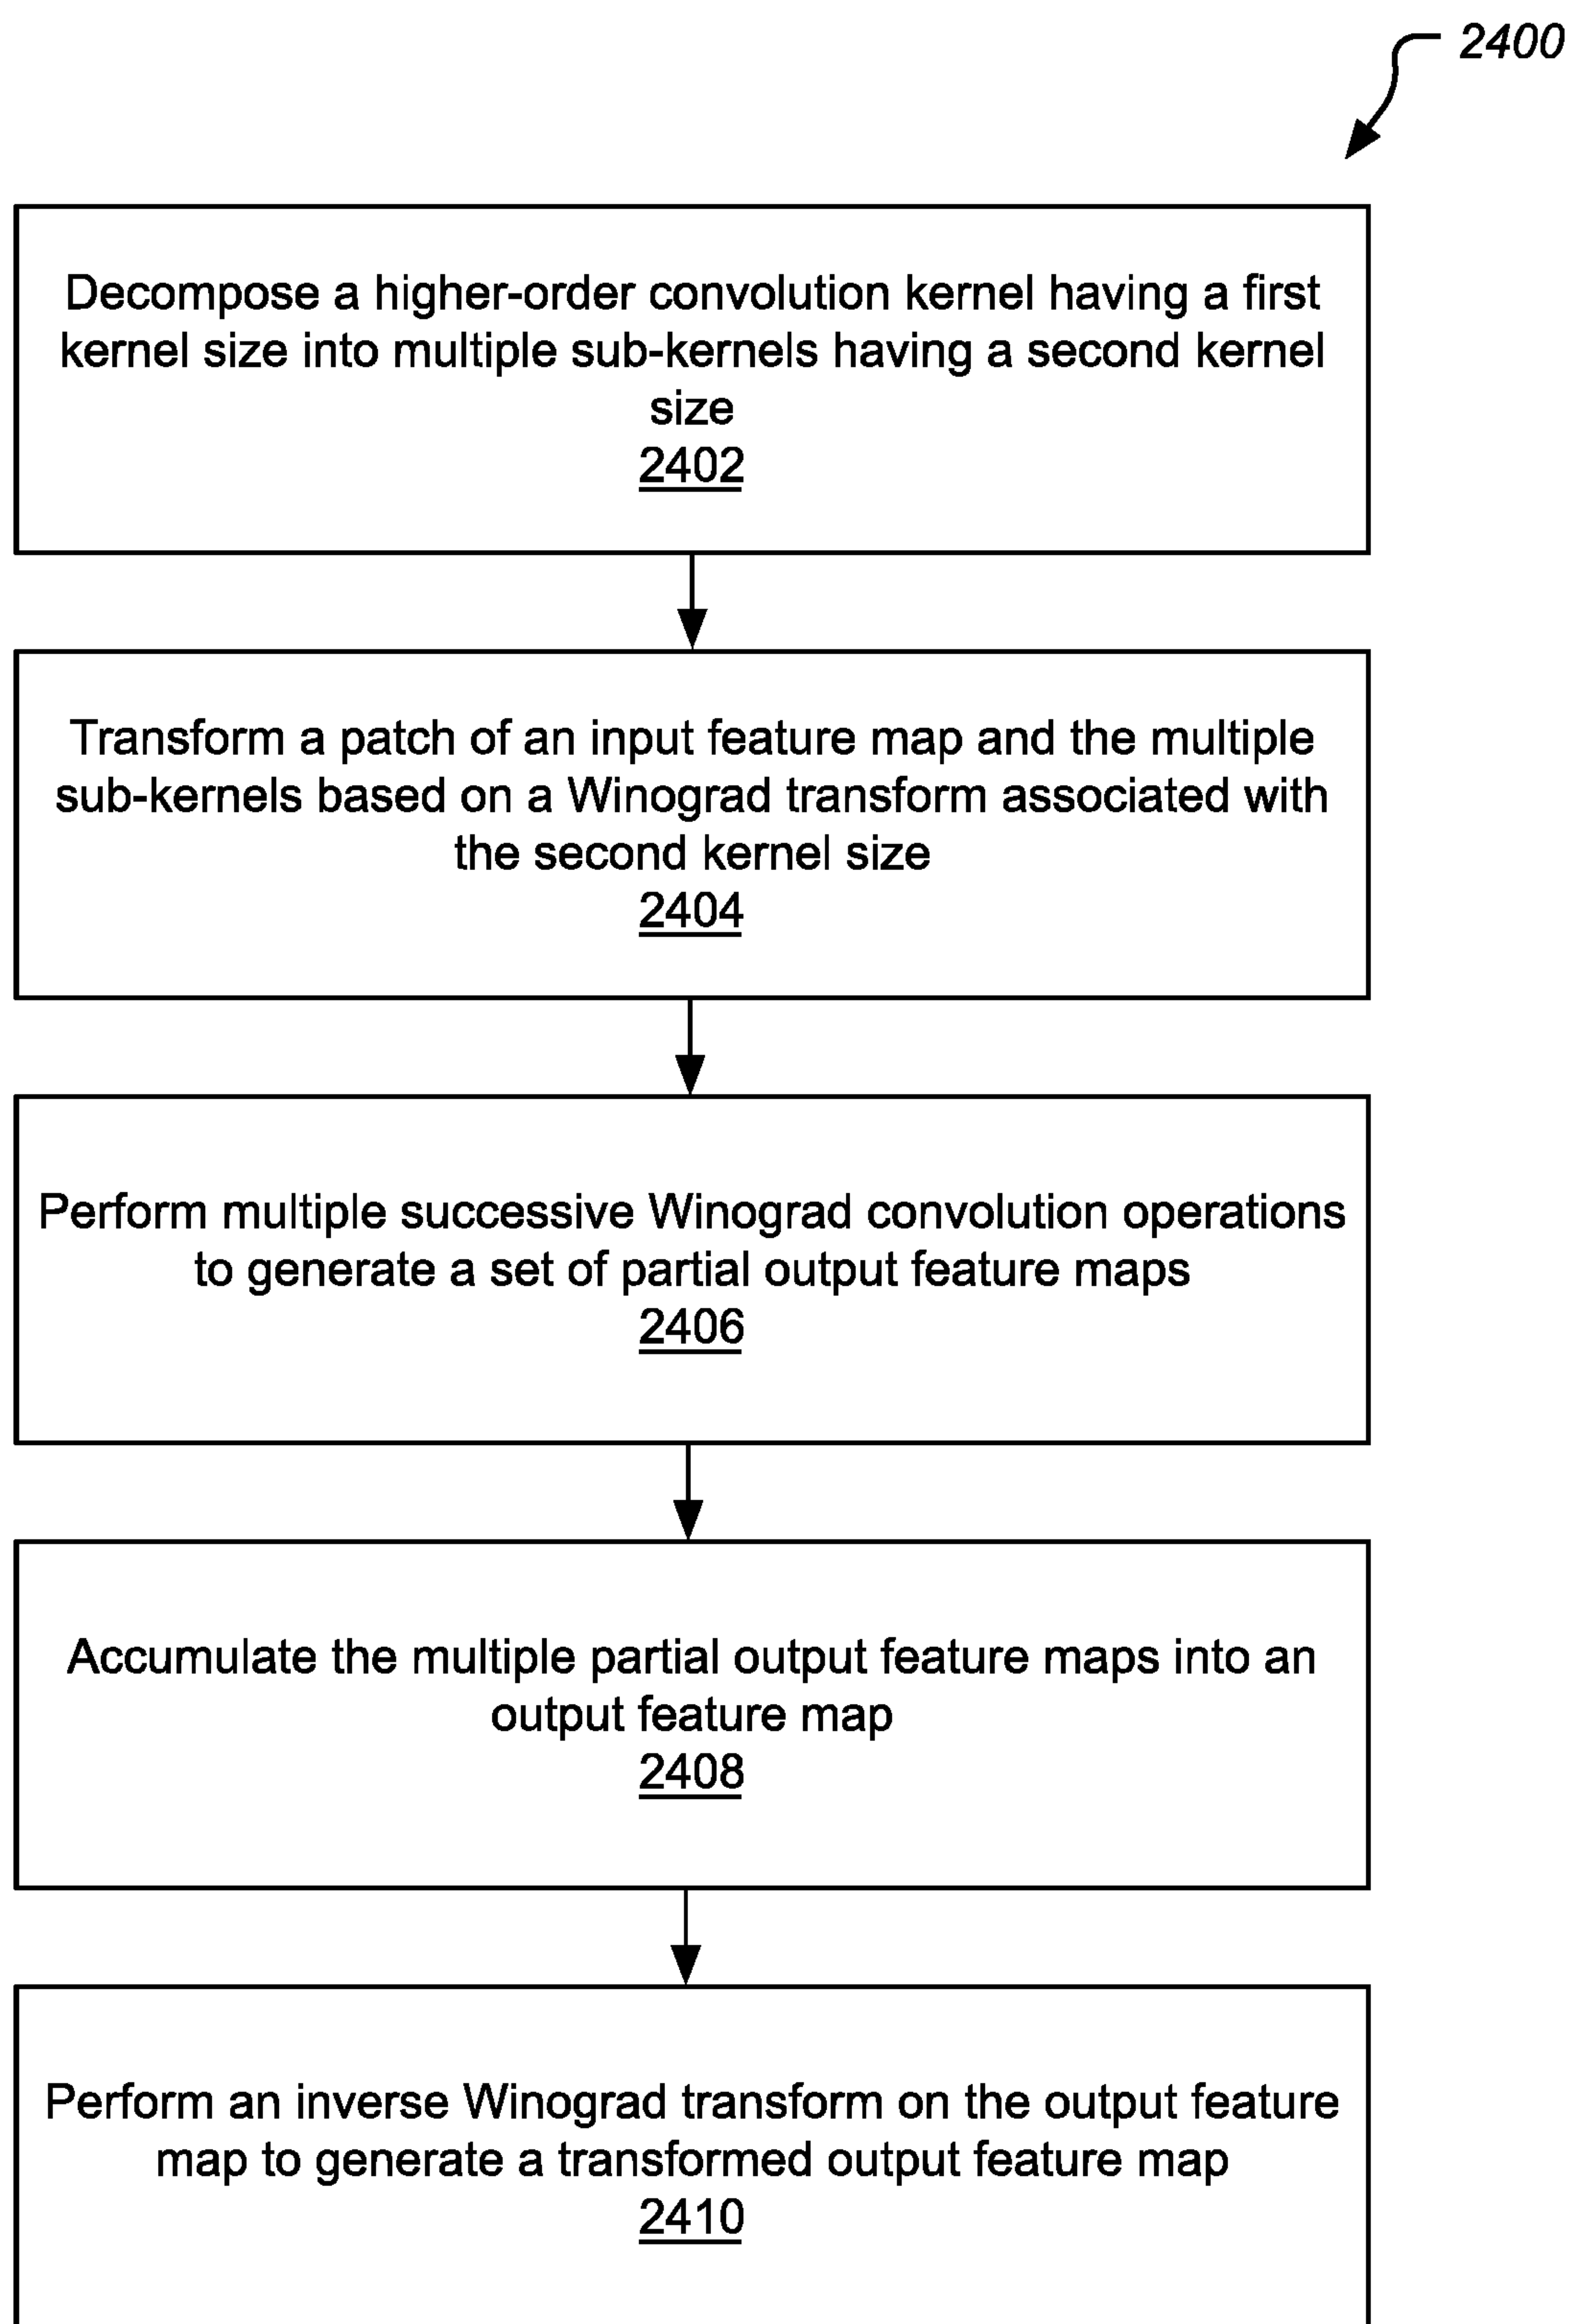 2400
Decompose a higher-order convolution kernel having a first
kernel size into multiple sub-kernels having a second kernel
size
2402
Transform a patch of an input feature map and the multiple
sub-kernels based on a Winograd transform associated with
the second kernel size
2404
Perform multiple successive Winograd convolution operations
to generate a set of partial output feature maps
2406
Accumulate the multiple partial output feature maps into an
output feature map
2408
Perform an inverse Winograd transform on the output feature
map to generate a transformed output feature map
2410